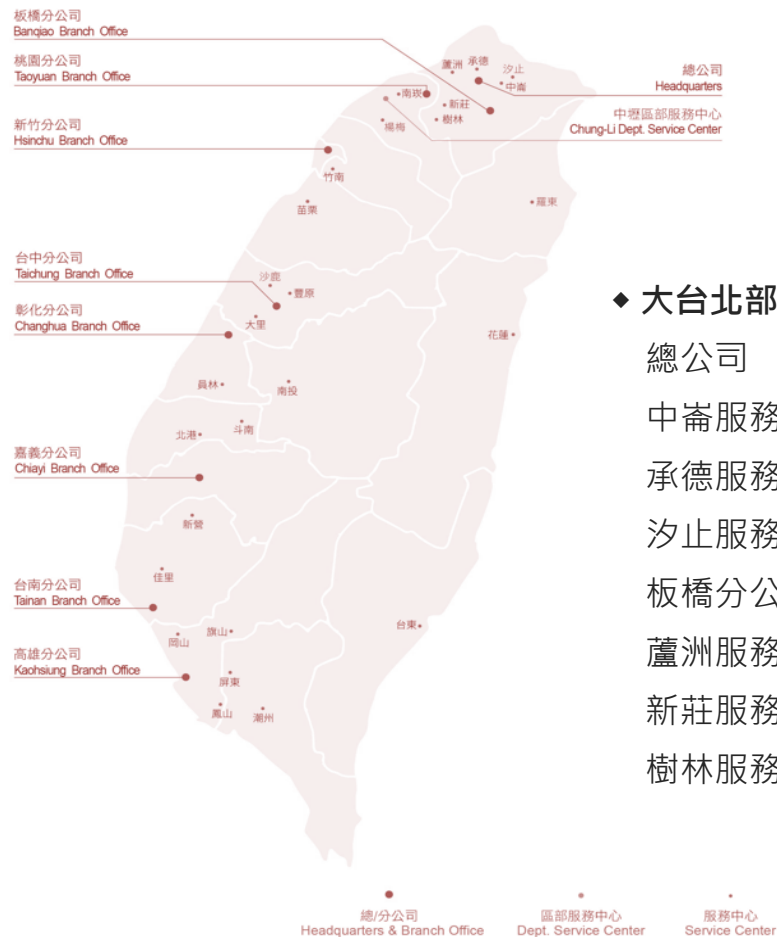 板橋分公司
Banqiao Branch Office
桃園分公司
Taoyuan Branch Office
新竹分公司
Hsinchu Branch Office
台中分公司
Taichung Branch Office
彰化分公司
Changhua Branch Office
嘉義分公司
Chiayi Branch Office
台南分公司
Tainan Branch Office
高雄分公司
Kaohsiung Branch Office
總公司
Headquarters
中壢區部服務中心
Chung-Li Dept. Service Center
蘆洲
承德
汐止
中崙
南崁
新莊
楊梅
樹林
竹南
苗栗
羅東
沙鹿
豐原
大里
花蓮
員林
南投
北港
斗南
新營
佳里
岡山
旗山
台東
屏東
鳳山
潮州
◆ 大台北部
總公司
中崙服務
承德服務
汐止服務
板橋分公
蘆洲服務
新莊服務
樹林服務
總/分公司
Headquarters & Branch Office
區部服務中心
Dept. Service Center
服務中心
Service Center